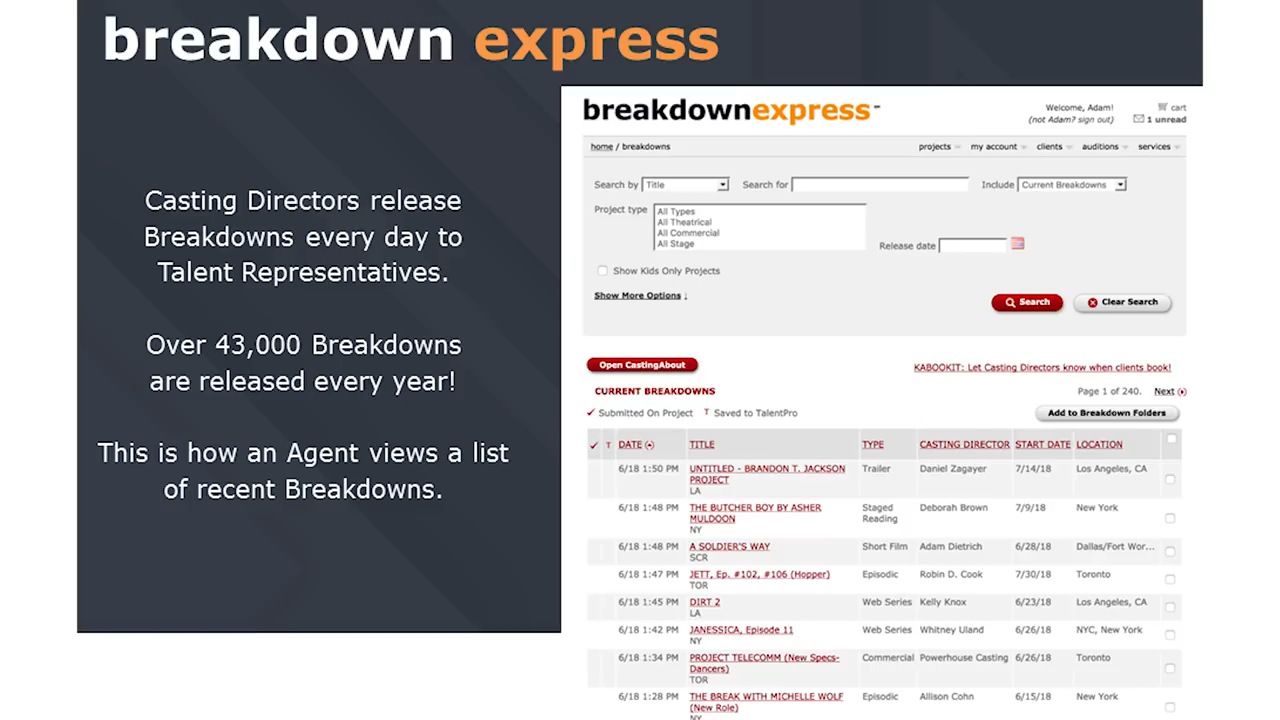 breakdown express
Casting Directors release
Breakdowns every day to
Talent Representatives.
Over 43,000 Breakdowns
are released every year!
This is how an Agent views a list
of recent Breakdowns.
breakdownexpress
Welcome, Adam!
(not Adam? sign out)
cart
1 unread
home / breakdowns
projects my account clients auditions services
Search by Title Search for Include Current Breakdowns
Project type
All Types
All Theatrical
All Commercial
All Stage
Release date
Show Kids Only Projects
Show More Options ↓
Search Clear Search
Open CastingAbout
KABOOKIT: Let Casting Directors know when clients book!
CURRENT BREAKDOWNS
Page 1 of 240. Next
✓ Submitted On Project T Saved to TalentPro
Add to Breakdown Folders
✓ T DATE TITLE TYPE CASTING DIRECTOR START DATE LOCATION
6/18 1:50 PM UNTITLED - BRANDON T. JACKSON Trailer Daniel Zagayer 7/14/18 Los Angeles, CA
PROJECT
LA
6/18 1:48 PM THE BUTCHER BOY BY ASHER Staged Deborah Brown 7/9/18 New York
MULDOON Reading
NY
6/18 1:48 PM A SOLDIER'S WAY Short Film Adam Dietrich 6/28/18 Dallas/Fort Wor...
SCR
6/18 1:47 PM JETT, Ep. #102, #106 (Hopper) Episodic Robin D. Cook 7/30/18 Toronto
TOR
6/18 1:45 PM DIRT 2 Web Series Kelly Knox 6/23/18 Los Angeles, CA
LA
6/18 1:42 PM JANESSICA, Episode 11 Web Series Whitney Uland 6/26/18 NYC, New York
NY
6/18 1:34 PM PROJECT TELECOMM (New Specs- Commercial Powerhouse Casting 6/26/18 Toronto
Dancers)
TOR
6/18 1:28 PM THE BREAK WITH MICHELLE WOLF Episodic Allison Cohn 6/15/18 New York
(New Role)
NY